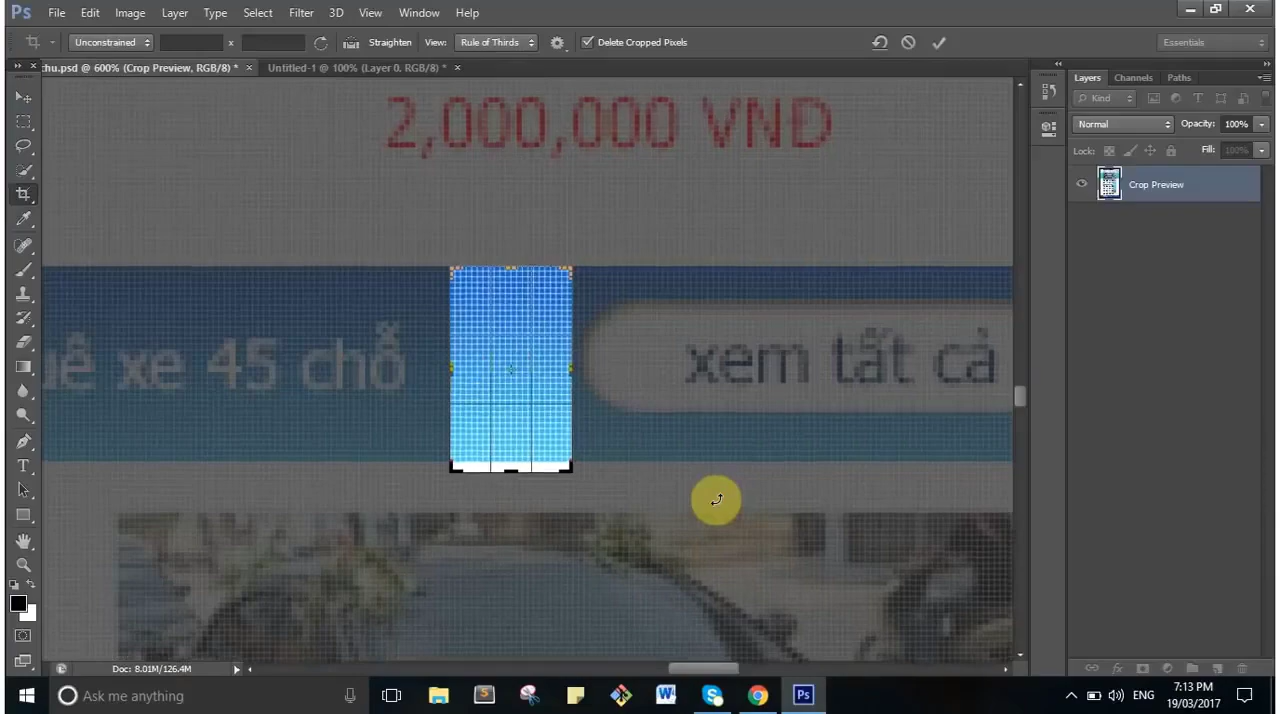 Ps File Edit Image Layer Type Select Filter 3D View Window Help
Unconstrained x Straighten View: Rule of Thirds Delete Cropped Pixels Essentials
chu.psd @ 600% (Crop Preview, RGB/8) * × Untitled-1 @ 100% (Layer 0, RGB/8) * ×
Layers Channels Paths
Kind
Normal Opacity: 100%
Lock: Fill: 100%
Crop Preview
2,000,000 VNĐ
uê xe 45 chỗ
xem tất cả
T
Doc: 8.01M/126.4M
Ask me anything
S
W
S
Ps
ENG
7:13 PM
19/03/2017